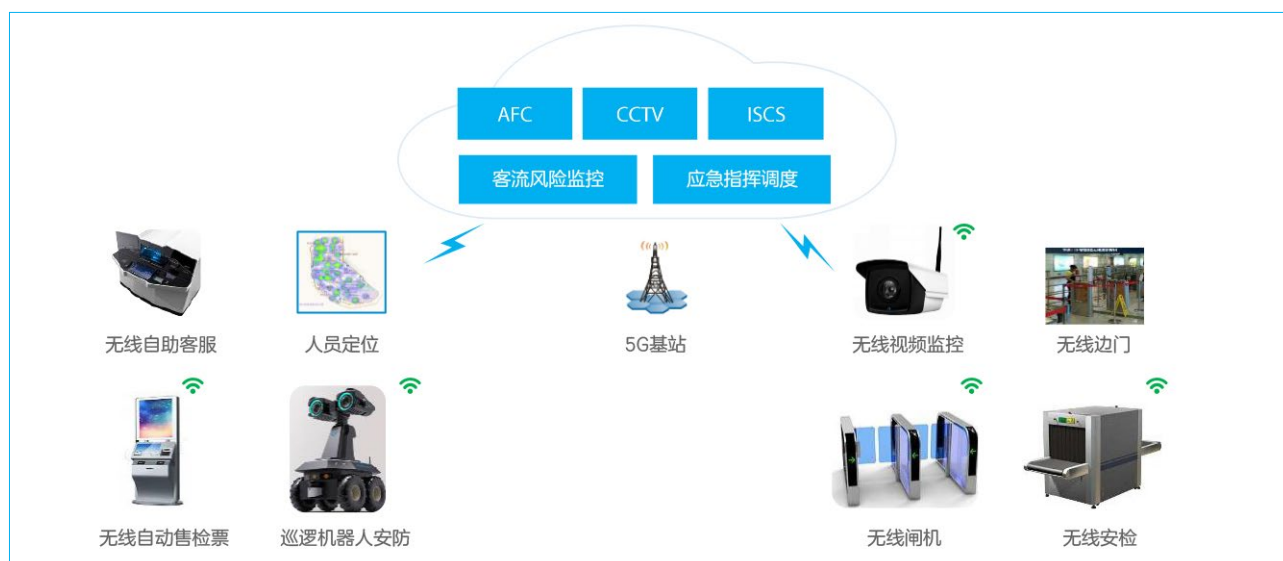 AFC
CCTV
ISCS
客流风险监控
应急指挥调度
无线自助客服
人员定位
5G基站
无线视频监控
无线边门
无线自动售检票
巡逻机器人安防
无线闸机
无线安检